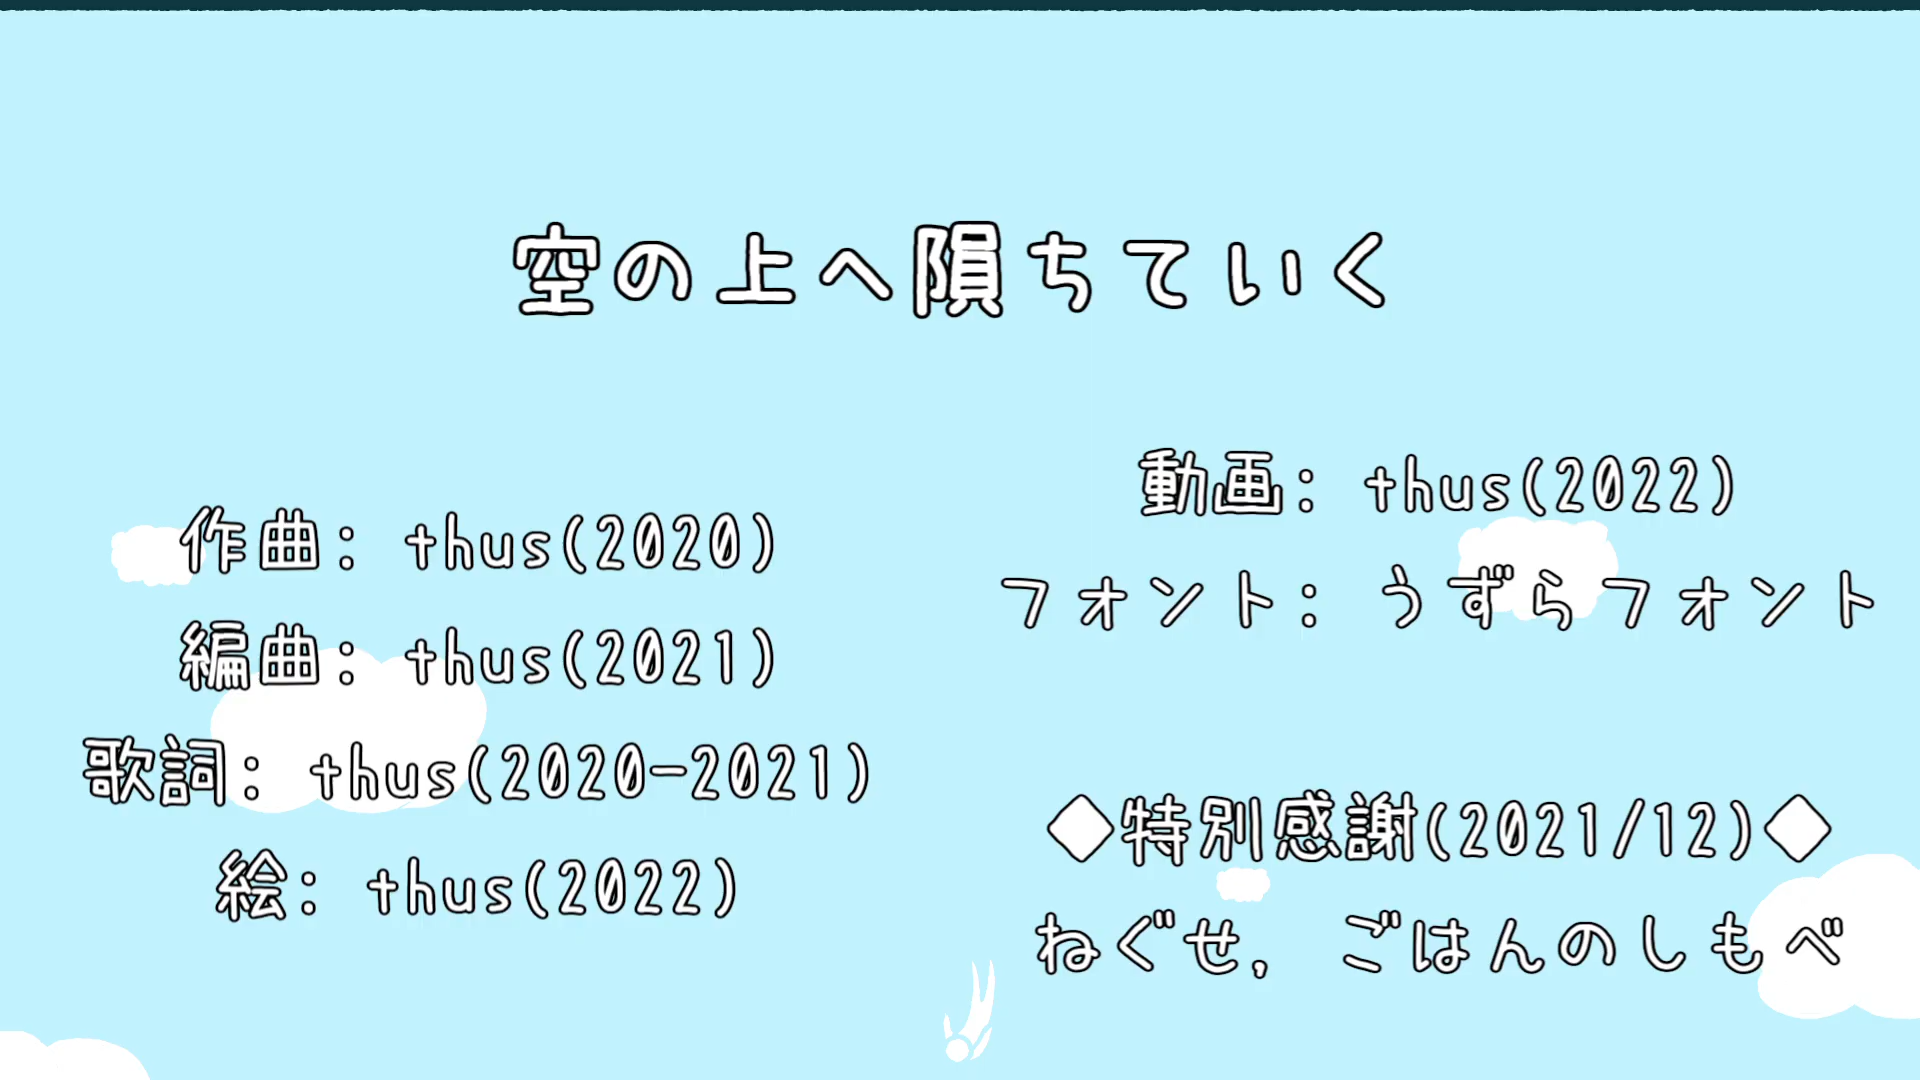 空の上へ隕ちていく
作曲: thus(2020)
編曲: thus(2021)
歌詞: thus(2020-2021)
絵: thus(2022)
動画: thus(2022)
フォント: うずらフォント
◆特別感謝(2021/12)◆
ねぐせ, ごはんのしもべ